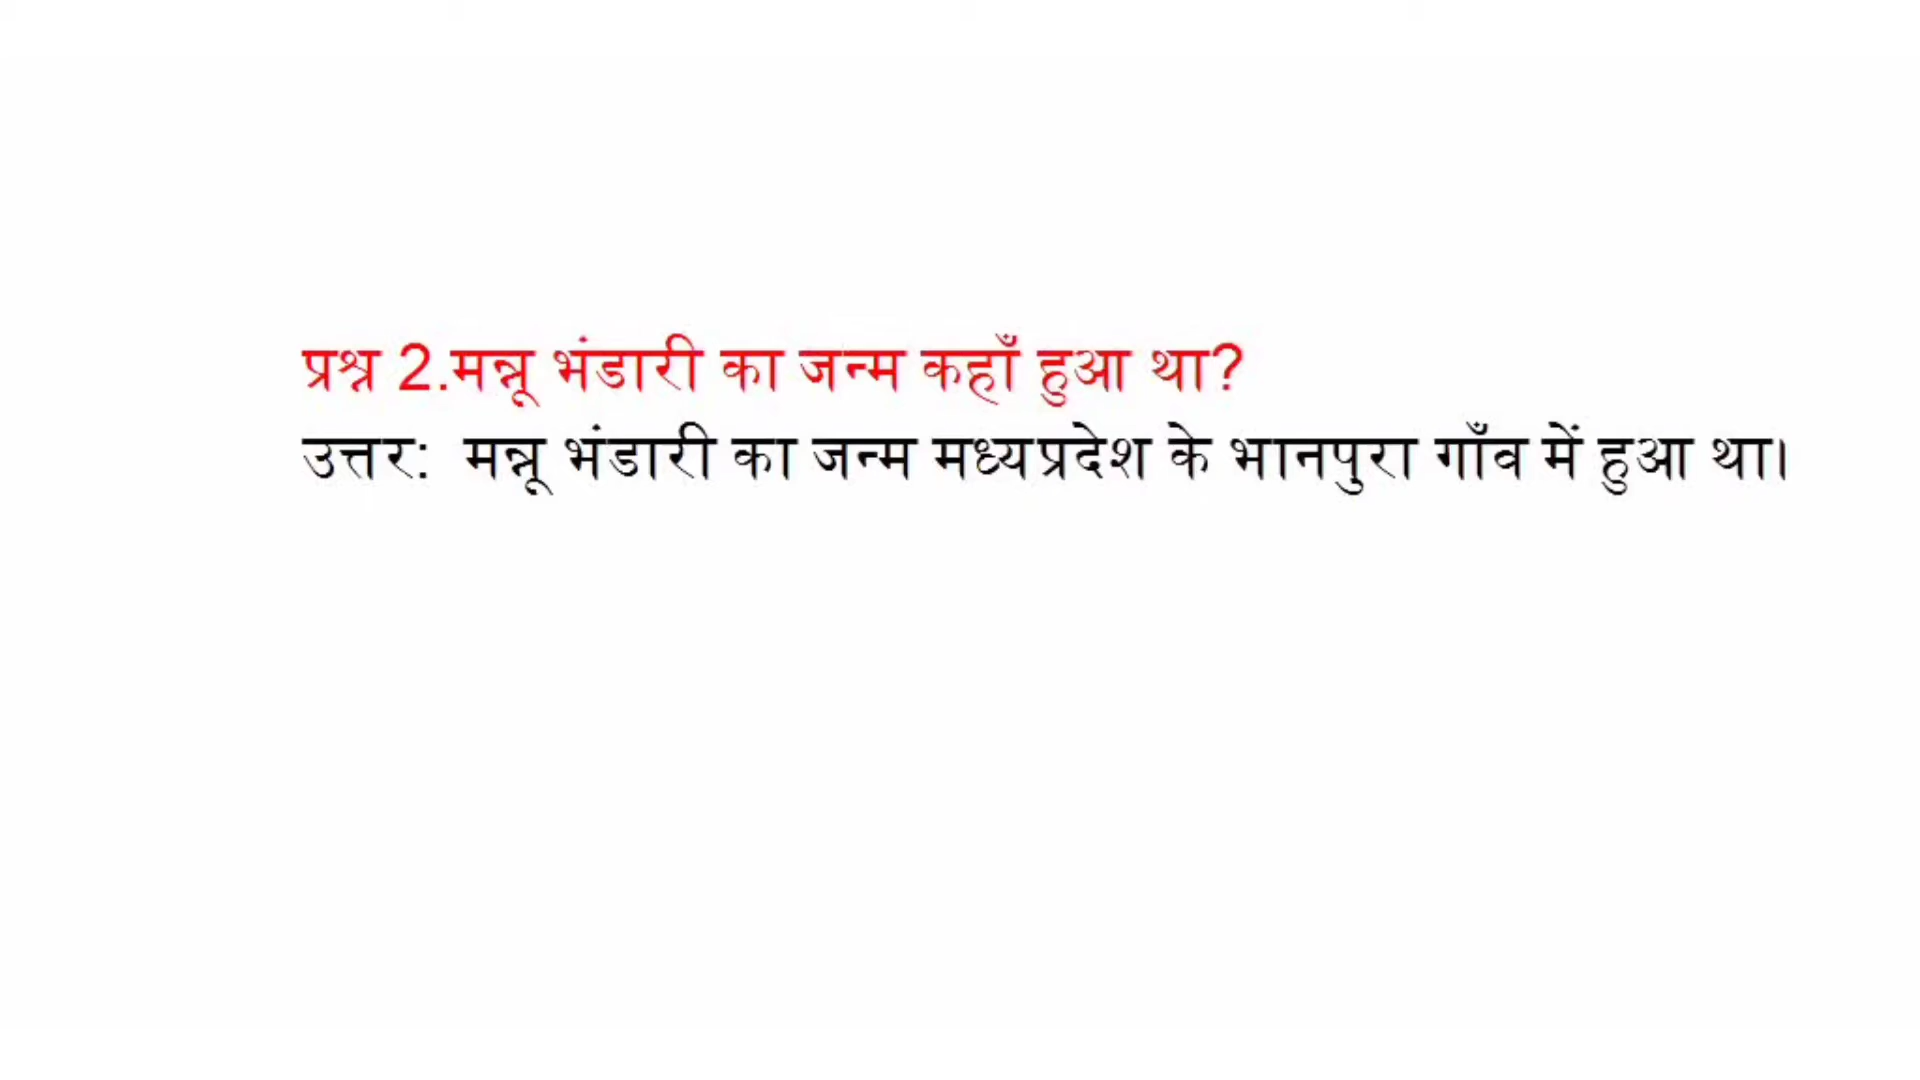 प्रश्न 2.मन्नू भंडारी का जन्म कहाँ हुआ था?
उत्तर: मन्नू भंडारी का जन्म मध्यप्रदेश के भानपुरा गाँव में हुआ था।